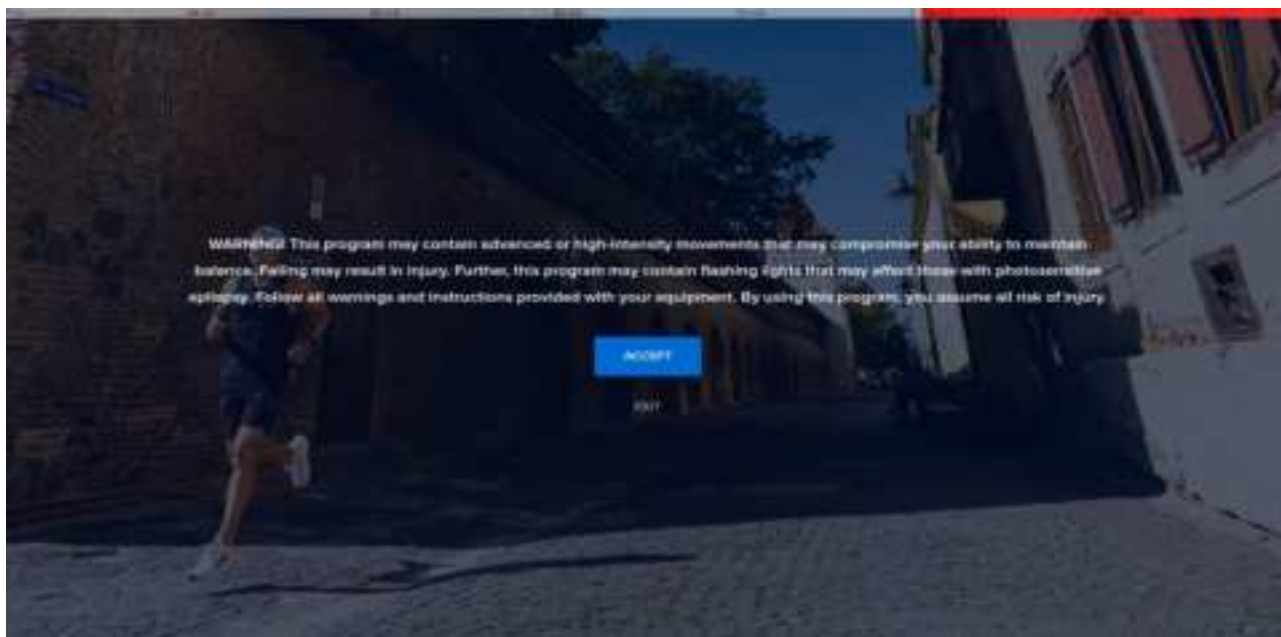 WARNING! This program may contain advanced or high-intensity movements that may compromise your ability to maintain
balance. Falling may result in injury. Further, this program may contain flashing lights that may affect those with photosensitive
epilepsy. Follow all warnings and instructions provided with your equipment. By using this program, you assume all risk of injury.
ACCEPT
EXIT